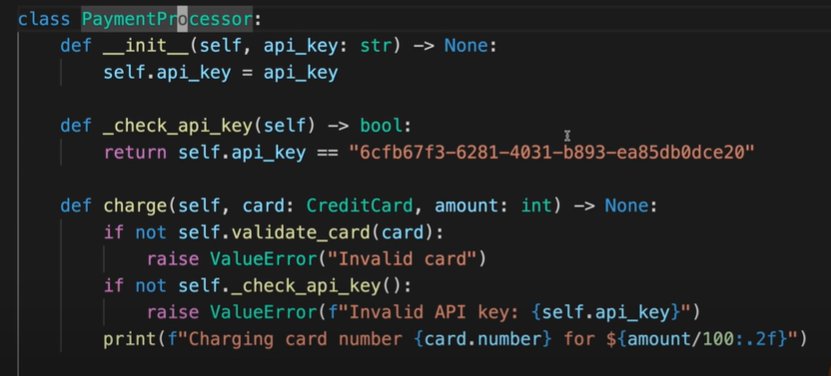 class PaymentProcessor:
    def __init__(self, api_key: str) -> None:
        self.api_key = api_key
    def _check_api_key(self) -> bool:
        return self.api_key == "6cfb67f3-6281-4031-b893-ea85db0dce20"
    def charge(self, card: CreditCard, amount: int) -> None:
        if not self.validate_card(card):
            raise ValueError("Invalid card")
        if not self._check_api_key():
            raise ValueError(f"Invalid API key: {self.api_key}")
        print(f"Charging card number {card.number} for ${amount/100:.2f}")